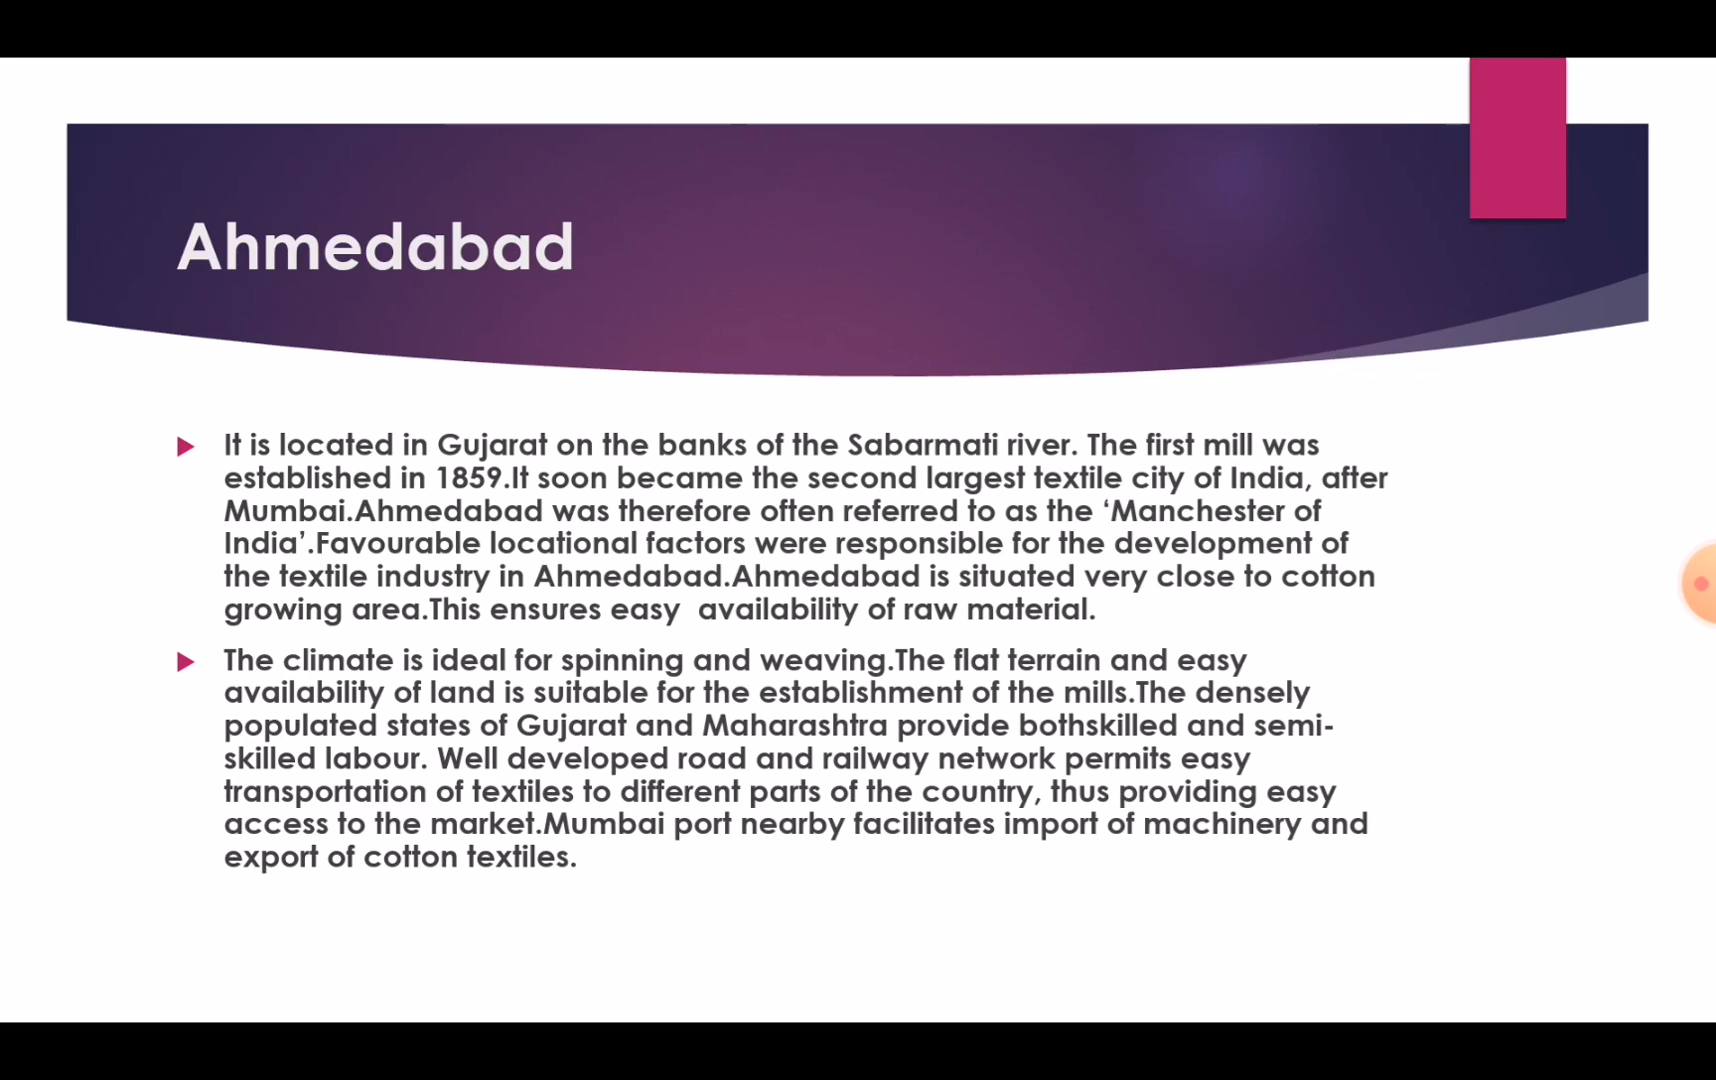 Ahmedabad
It is located in Gujarat on the banks of the Sabarmati river. The first mill was
established in 1859.It soon became the second largest textile city of India, after
Mumbai.Ahmedabad was therefore often referred to as the ‘Manchester of
India’.Favourable locational factors were responsible for the development of
the textile industry in Ahmedabad.Ahmedabad is situated very close to cotton
growing area.This ensures easy  availability of raw material.
The climate is ideal for spinning and weaving.The flat terrain and easy
availability of land is suitable for the establishment of the mills.The densely
populated states of Gujarat and Maharashtra provide bothskilled and semi-
skilled labour. Well developed road and railway network permits easy
transportation of textiles to different parts of the country, thus providing easy
access to the market.Mumbai port nearby facilitates import of machinery and
export of cotton textiles.